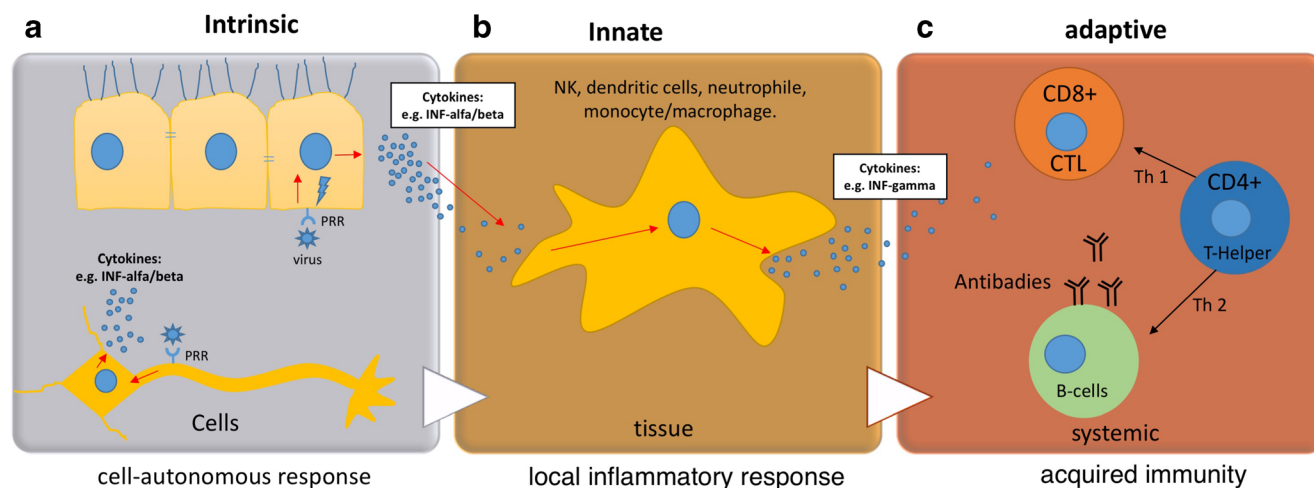 a
Intrinsic
Cytokines:
e.g. INF-alfa/beta
PRR
virus
Cytokines:
e.g. INF-alfa/beta
PRR
Cells
cell-autonomous response
b
Innate
NK, dendritic cells, neutrophile,
monocyte/macrophage.
tissue
local inflammatory response
Cytokines:
e.g. INF-gamma
c
adaptive
CD8+
CTL
Th 1
CD4+
T-Helper
Antibadies
Th 2
B-cells
systemic
acquired immunity